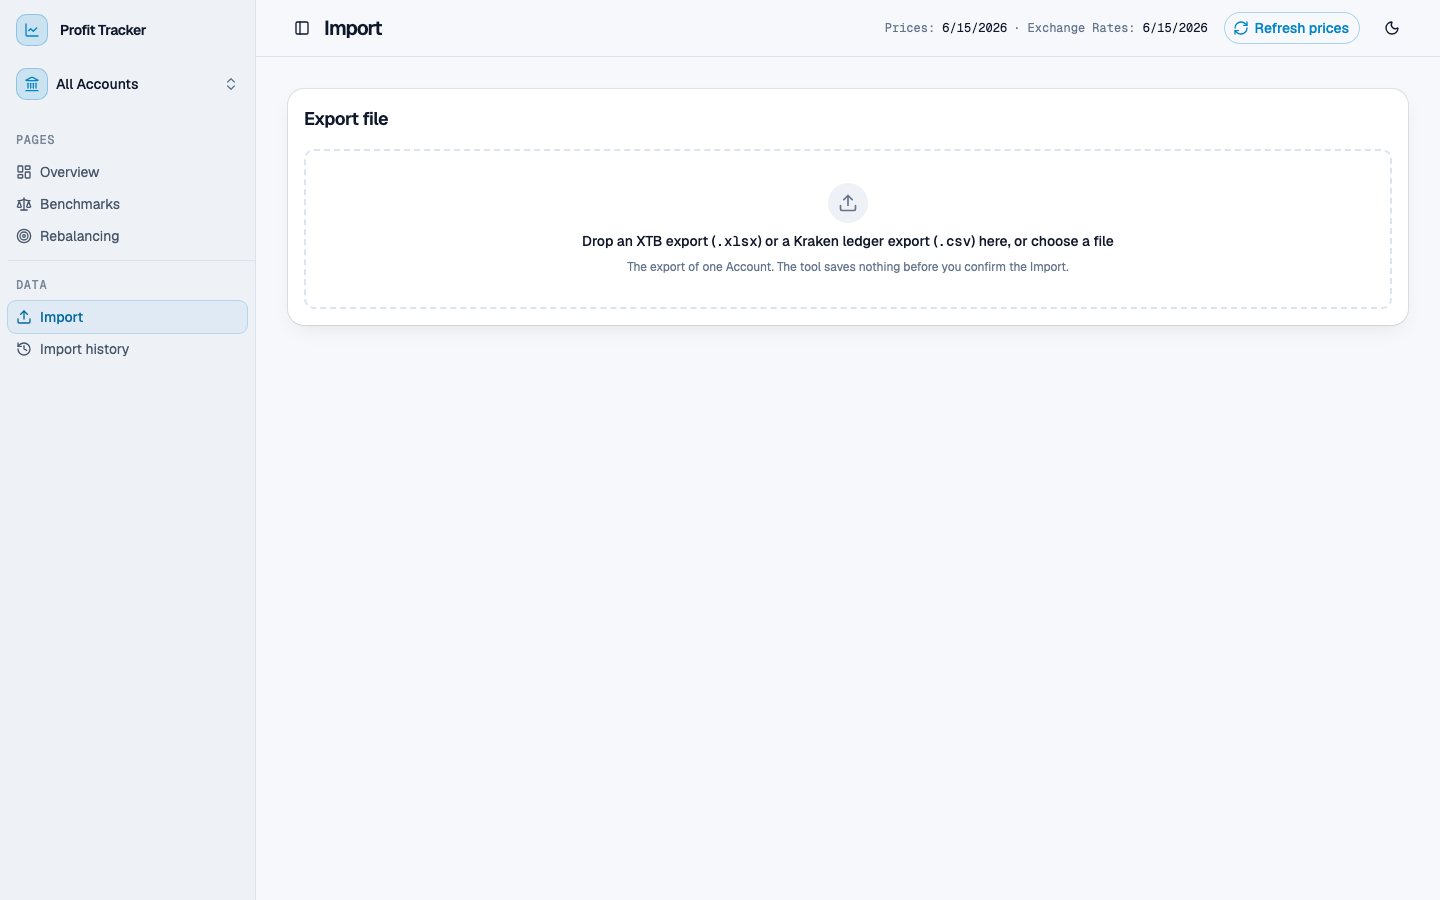 Profit Tracker
All Accounts
PAGES
Overview
Benchmarks
Rebalancing
DATA
Import
Import history
Import
Prices: 6/15/2026 · Exchange Rates: 6/15/2026
Refresh prices
Export file
Drop an XTB export (.xlsx) or a Kraken ledger export (.csv) here, or choose a file
The export of one Account. The tool saves nothing before you confirm the Import.